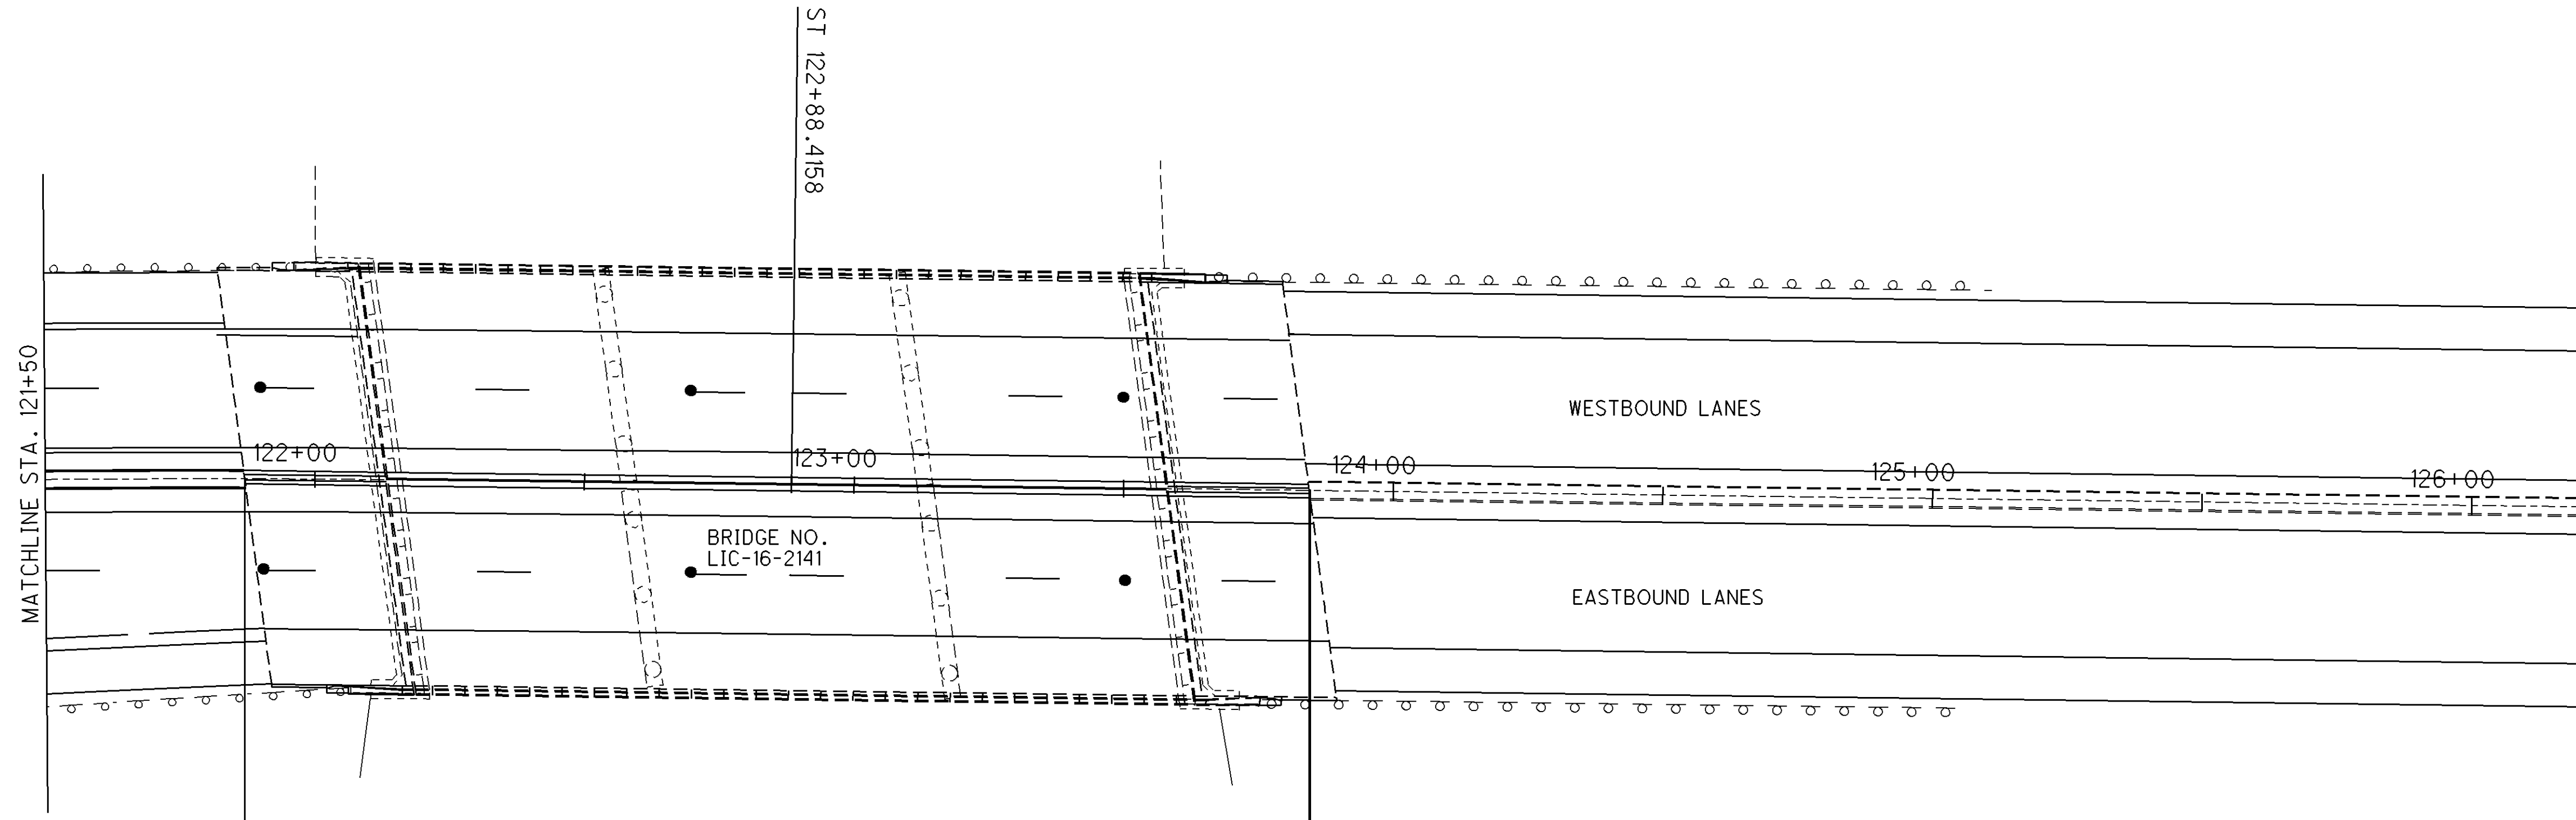 ST 122+88.4158
MATCHLINE STA. 121+50
122+00
123+00
124+00
125+00
126+00
WESTBOUND LANES
BRIDGE NO.
LIC-16-2141
EASTBOUND LANES